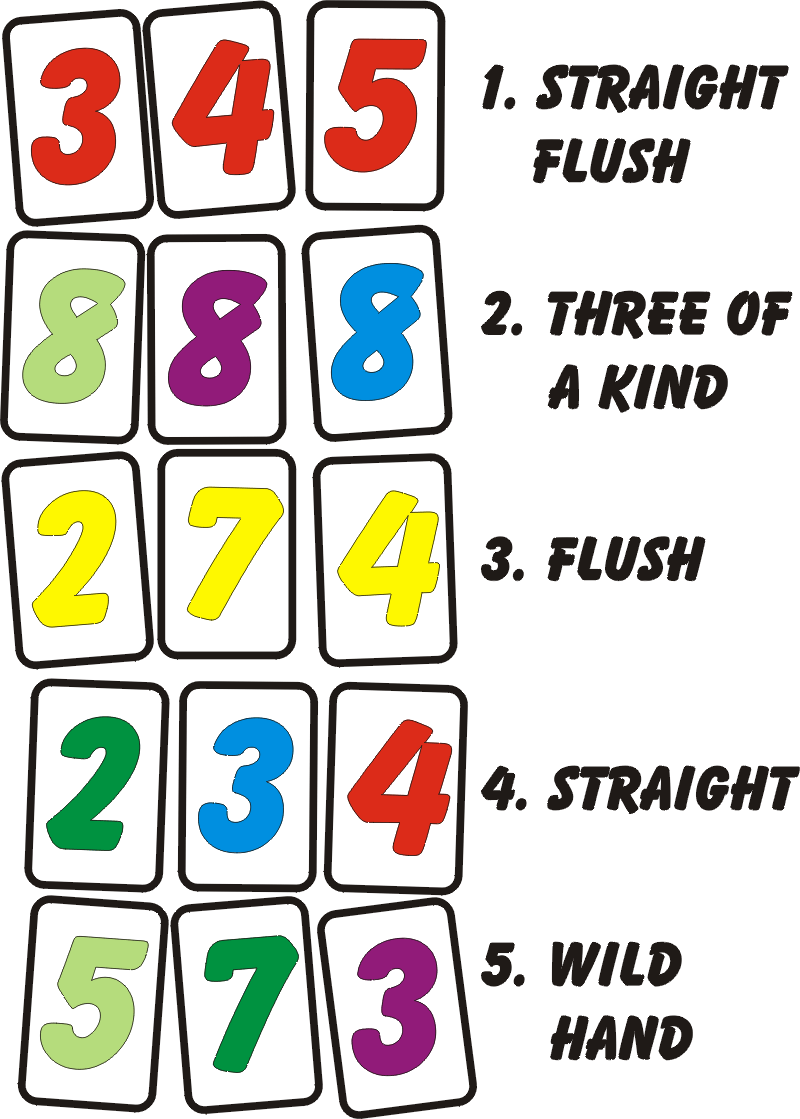 3 4 5 1. STRAIGHT
FLUSH
8 8 8 2. THREE OF
A KIND
2 7 4 3. FLUSH
2 3 4 4. STRAIGHT
5 7 3 5. WILD
HAND